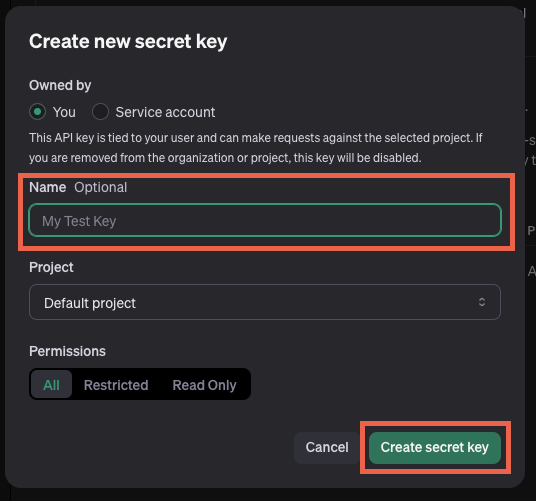 Create new secret key
Owned by
You Service account
This API key is tied to your user and can make requests against the selected project. If
you are removed from the organization or project, this key will be disabled.
Name Optional
My Test Key
Project
Default project
Permissions
All Restricted Read Only
Cancel Create secret key